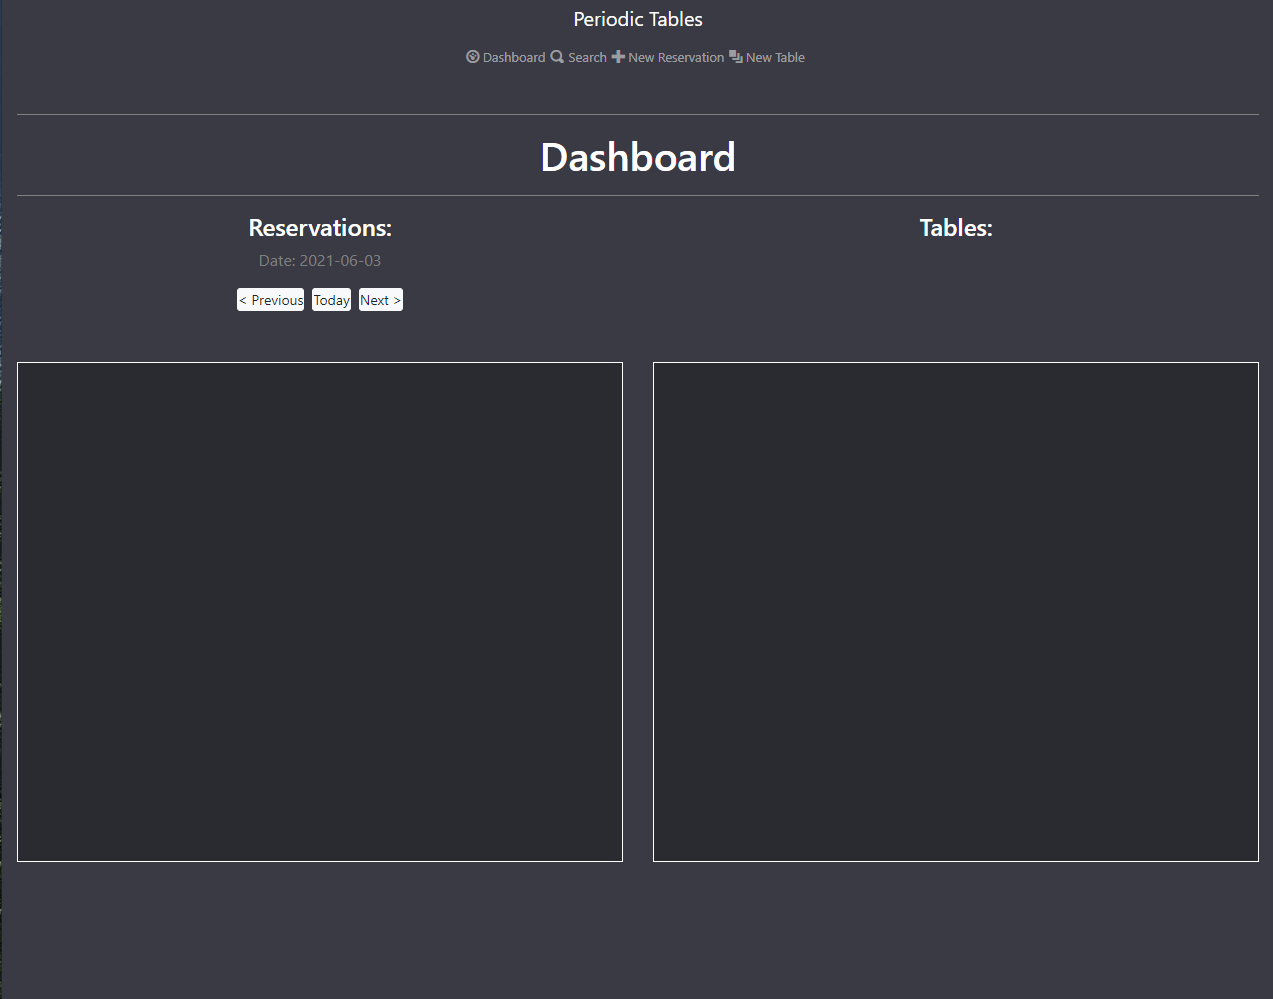 Periodic Tables
Dashboard Search New Reservation New Table
Dashboard
Reservations:
Date: 2021-06-03
< Previous Today Next >
Tables: